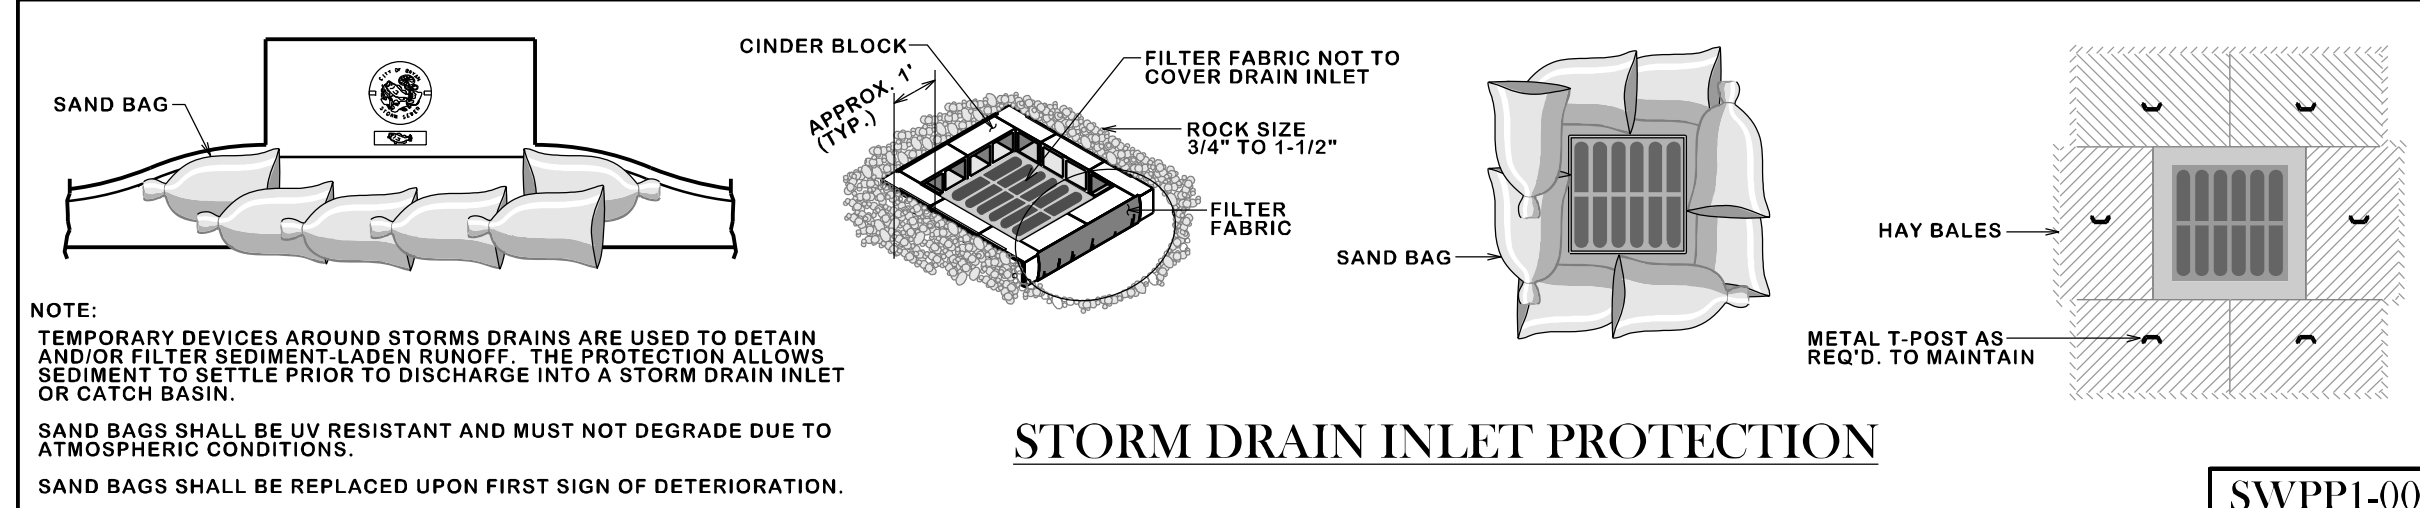 SAND BAG
CITY OF BRYAN
STORM SEWER
CINDER BLOCK
APPROX. 1'
(TYP.)
FILTER FABRIC NOT TO
COVER DRAIN INLET
ROCK SIZE
3/4" TO 1-1/2"
FILTER
FABRIC
SAND BAG
HAY BALES
METAL T-POST AS
REQ'D. TO MAINTAIN
NOTE:
TEMPORARY DEVICES AROUND STORMS DRAINS ARE USED TO DETAIN
AND/OR FILTER SEDIMENT-LADEN RUNOFF. THE PROTECTION ALLOWS
SEDIMENT TO SETTLE PRIOR TO DISCHARGE INTO A STORM DRAIN INLET
OR CATCH BASIN.
SAND BAGS SHALL BE UV RESISTANT AND MUST NOT DEGRADE DUE TO
ATMOSPHERIC CONDITIONS.
SAND BAGS SHALL BE REPLACED UPON FIRST SIGN OF DETERIORATION.
STORM DRAIN INLET PROTECTION
SWPP1-00